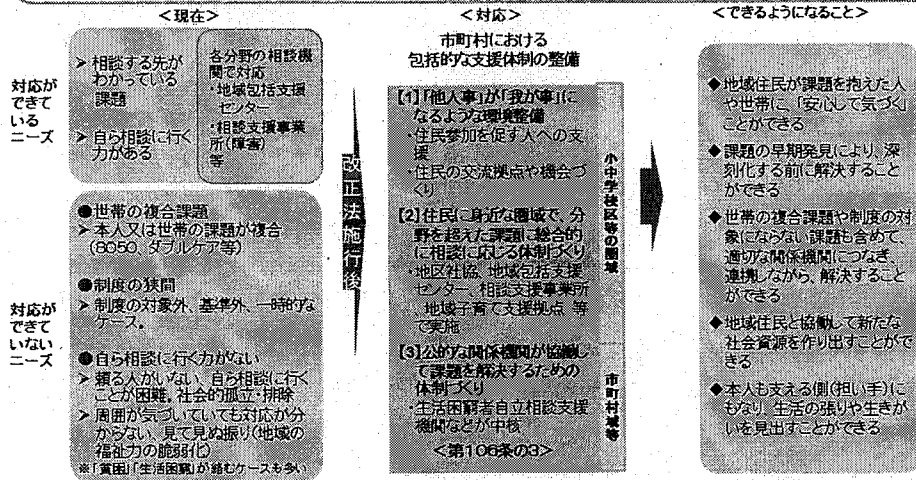 <現在>
対応が
できて
いる
ニーズ
➢ 相談する先が
わかっている
課題
➢ 自ら相談に行く
力がある
各分野の相談機
関で対応
・地域包括支援
センター
・相談支援事業
所(障害)
等
対応が
できて
いない
ニーズ
●世帯の複合課題
➢ 本人又は世帯の課題が複合
(8050、ダブルケア等)
●制度の狭間
➢ 制度の対象外、基準外、一時的な
ケース。
●自ら相談に行く力がない
➢ 頼る人がいない、自ら相談に行く
ことが困難。社会的孤立・排除
➢ 周囲が気づいていても対応が分
からない、見て見ぬ振り(地域の
福祉力の脆弱化)
※「貧困」「生活困窮」が絡むケースも多い
改正法施行後
<対応>
市町村における
包括的な支援体制の整備
【1】「他人事」が「我が事」に
なるような環境整備
・住民参加を促す人への支
援
・住民の交流拠点や機会づ
くり
【2】住民に身近な圏域で、分
野を超えた課題に総合的
に相談に応じる体制づくり
・地区社協、地域包括支援
センター、相談支援事業所
、地域子育て支援拠点 等
で実施
【3】公的な関係機関が協働し
て課題を解決するための
体制づくり
・生活困窮者自立相談支援
機関などが中核
<第106条の3>
小中学校区等の圏域
市町村域等
<できるようになること>
◆地域住民が課題を抱えた人
や世帯に、「安心して気づく」
ことができる
◆課題の早期発見により、深
刻化する前に解決すること
ができる
◆世帯の複合課題や制度の対
象にならない課題も含めて、
適切な関係機関につなぎ、
連携しながら、解決すること
ができる
◆地域住民と協働して新たな
社会資源を作り出すことがで
きる
◆本人も支える側(担い手)に
もなり、生活の張りや生きが
いを見出すことができる